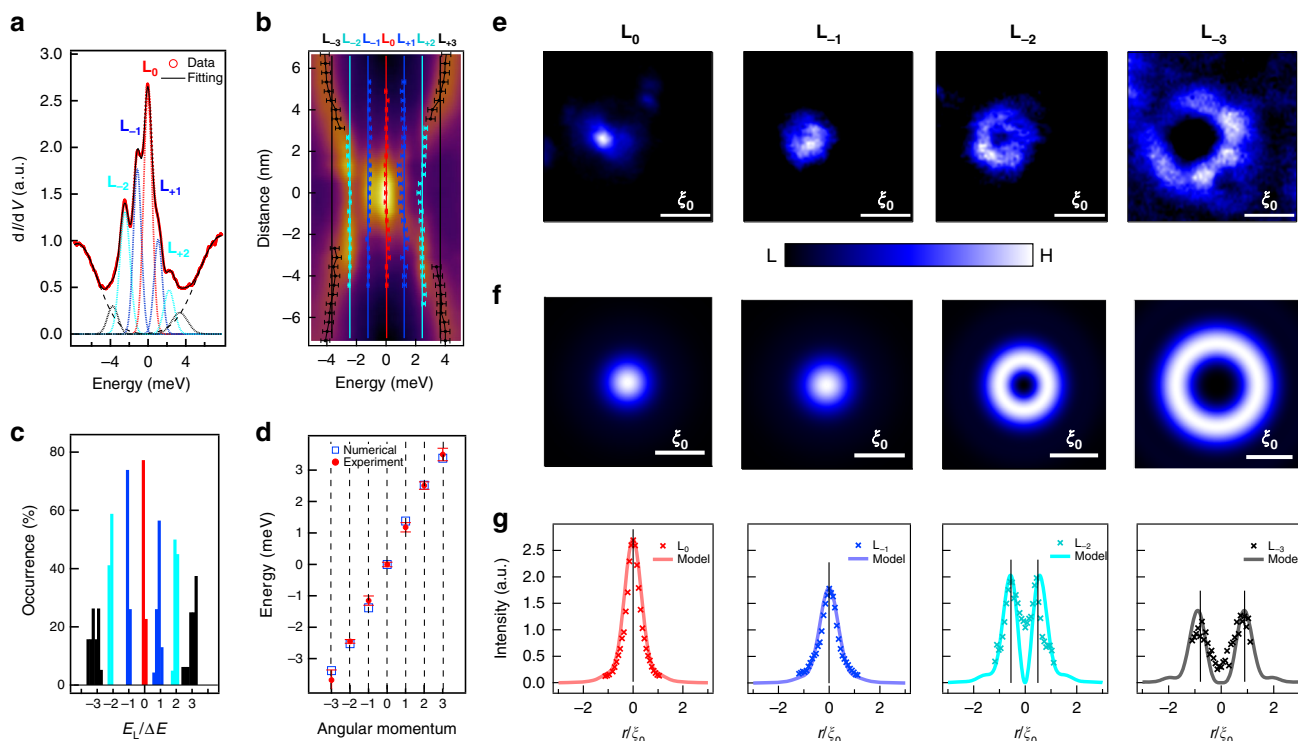 a
3.0
2.5
2.0
1.5
1.0
0.5
0.0
dI/dV (a.u.)
L₀
Data
Fitting
L₋₁
L₋₂
L₊₁
L₊₂
−4 0 4
Energy (meV)
b
L₋₃ L₋₂ L₋₁ L₀ L₊₁ L₊₂ L₊₃
6
4
2
0
−2
−4
−6
Distance (nm)
−4 −2 0 2 4
Energy (meV)
c
80
60
40
20
0
Occurrence (%)
−3 −2 −1 0 1 2 3
E_L/ΔE
d
Numerical
Experiment
3
2
1
0
−1
−2
−3
Energy (meV)
−3 −2 −1 0 1 2 3
Angular momentum
e
L₀ L₋₁ L₋₂ L₋₃
ξ₀ ξ₀ ξ₀ ξ₀
L H
f
ξ₀ ξ₀ ξ₀ ξ₀
g
2.5
2.0
1.5
1.0
0.5
0.0
Intensity (a.u.)
L₀
Model
L₋₁
Model
L₋₂
Model
L₋₃
Model
−2 0 2 −2 0 2 −2 0 2 −2 0 2
r/ξ₀ r/ξ₀ r/ξ₀ r/ξ₀